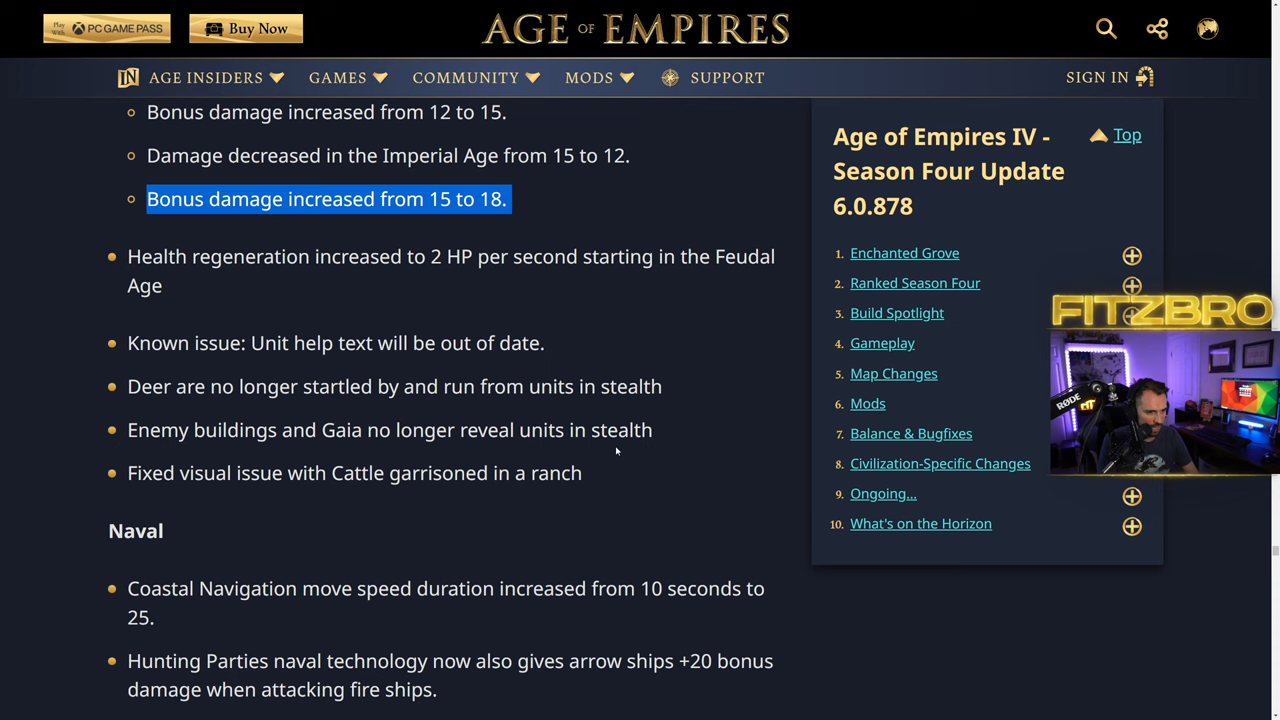 Play With PC GAME PASS
Buy Now
AGE OF EMPIRES
AGE INSIDERS
GAMES
COMMUNITY
MODS
SUPPORT
SIGN IN
Bonus damage increased from 12 to 15.
Damage decreased in the Imperial Age from 15 to 12.
Bonus damage increased from 15 to 18.
Health regeneration increased to 2 HP per second starting in the Feudal
Age
Known issue: Unit help text will be out of date.
Deer are no longer startled by and run from units in stealth
Enemy buildings and Gaia no longer reveal units in stealth
Fixed visual issue with Cattle garrisoned in a ranch
Naval
Coastal Navigation move speed duration increased from 10 seconds to
25.
Hunting Parties naval technology now also gives arrow ships +20 bonus
damage when attacking fire ships.
Age of Empires IV -
Season Four Update
6.0.878
Top
1. Enchanted Grove
2. Ranked Season Four
3. Build Spotlight
4. Gameplay
5. Map Changes
6. Mods
7. Balance & Bugfixes
8. Civilization-Specific Changes
9. Ongoing...
10. What's on the Horizon
FITZBRO
RØDE